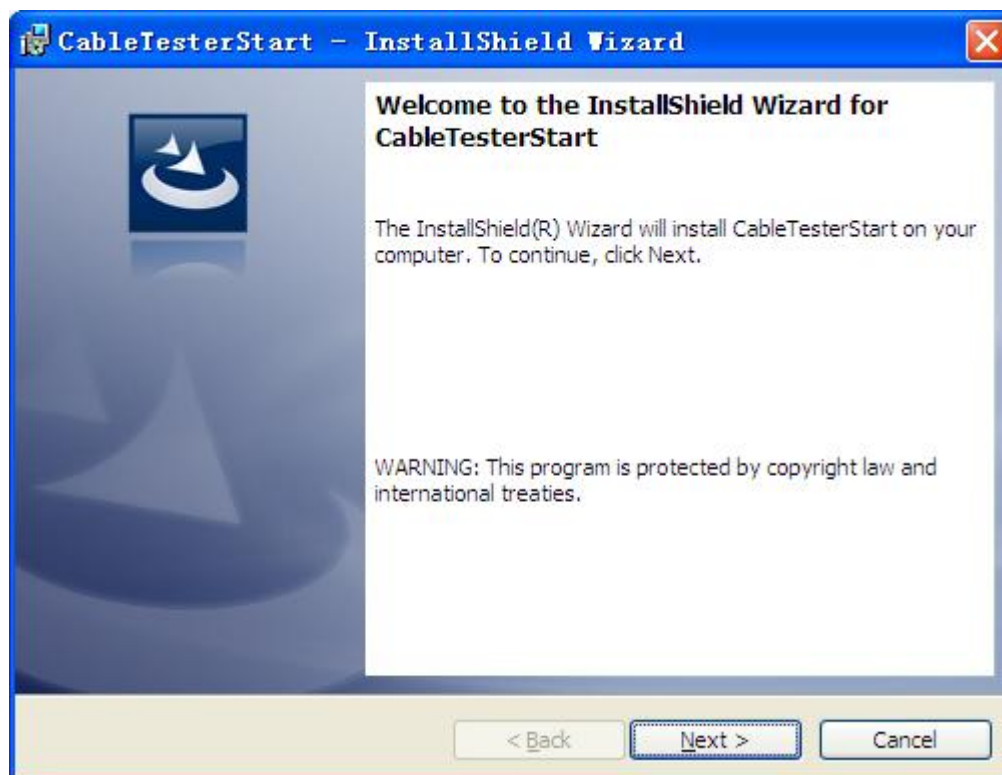 CableTesterStart - InstallShield Wizard
Welcome to the InstallShield Wizard for
CableTesterStart
The InstallShield(R) Wizard will install CableTesterStart on your
computer. To continue, click Next.
WARNING: This program is protected by copyright law and
international treaties.
< Back Next > Cancel